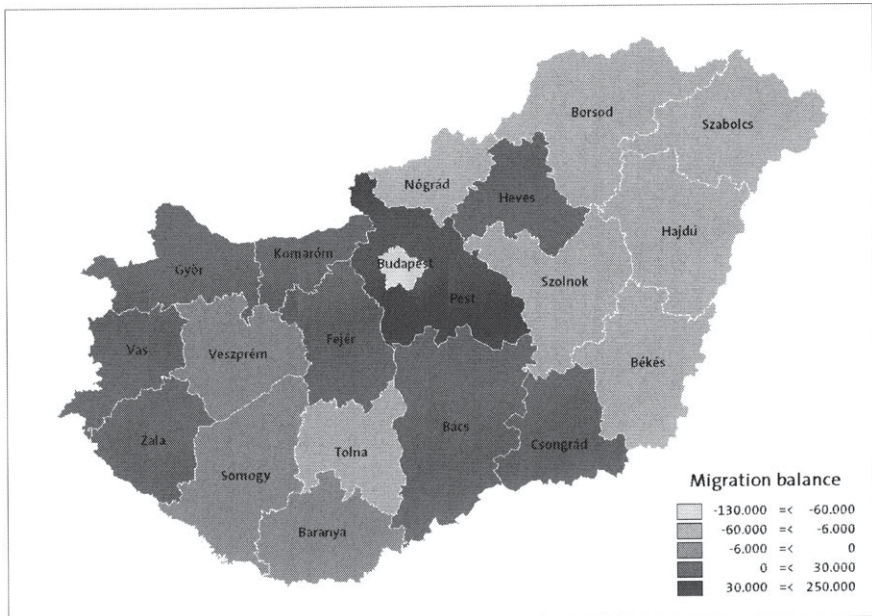 Borsod
Szabolcs
Nógrád
Heves
Hajdú
Győr
Komárom
Budapest
Szolnok
Pest
Vas
Veszprém
Fejér
Békés
Zala
Somogy
Tolna
Bács
Csongrád
Baranya
Migration balance
-130.000 =< -60.000
-60.000 =< -6.000
-6.000 =< 0
0 =< 30.000
30.000 =< 250.000